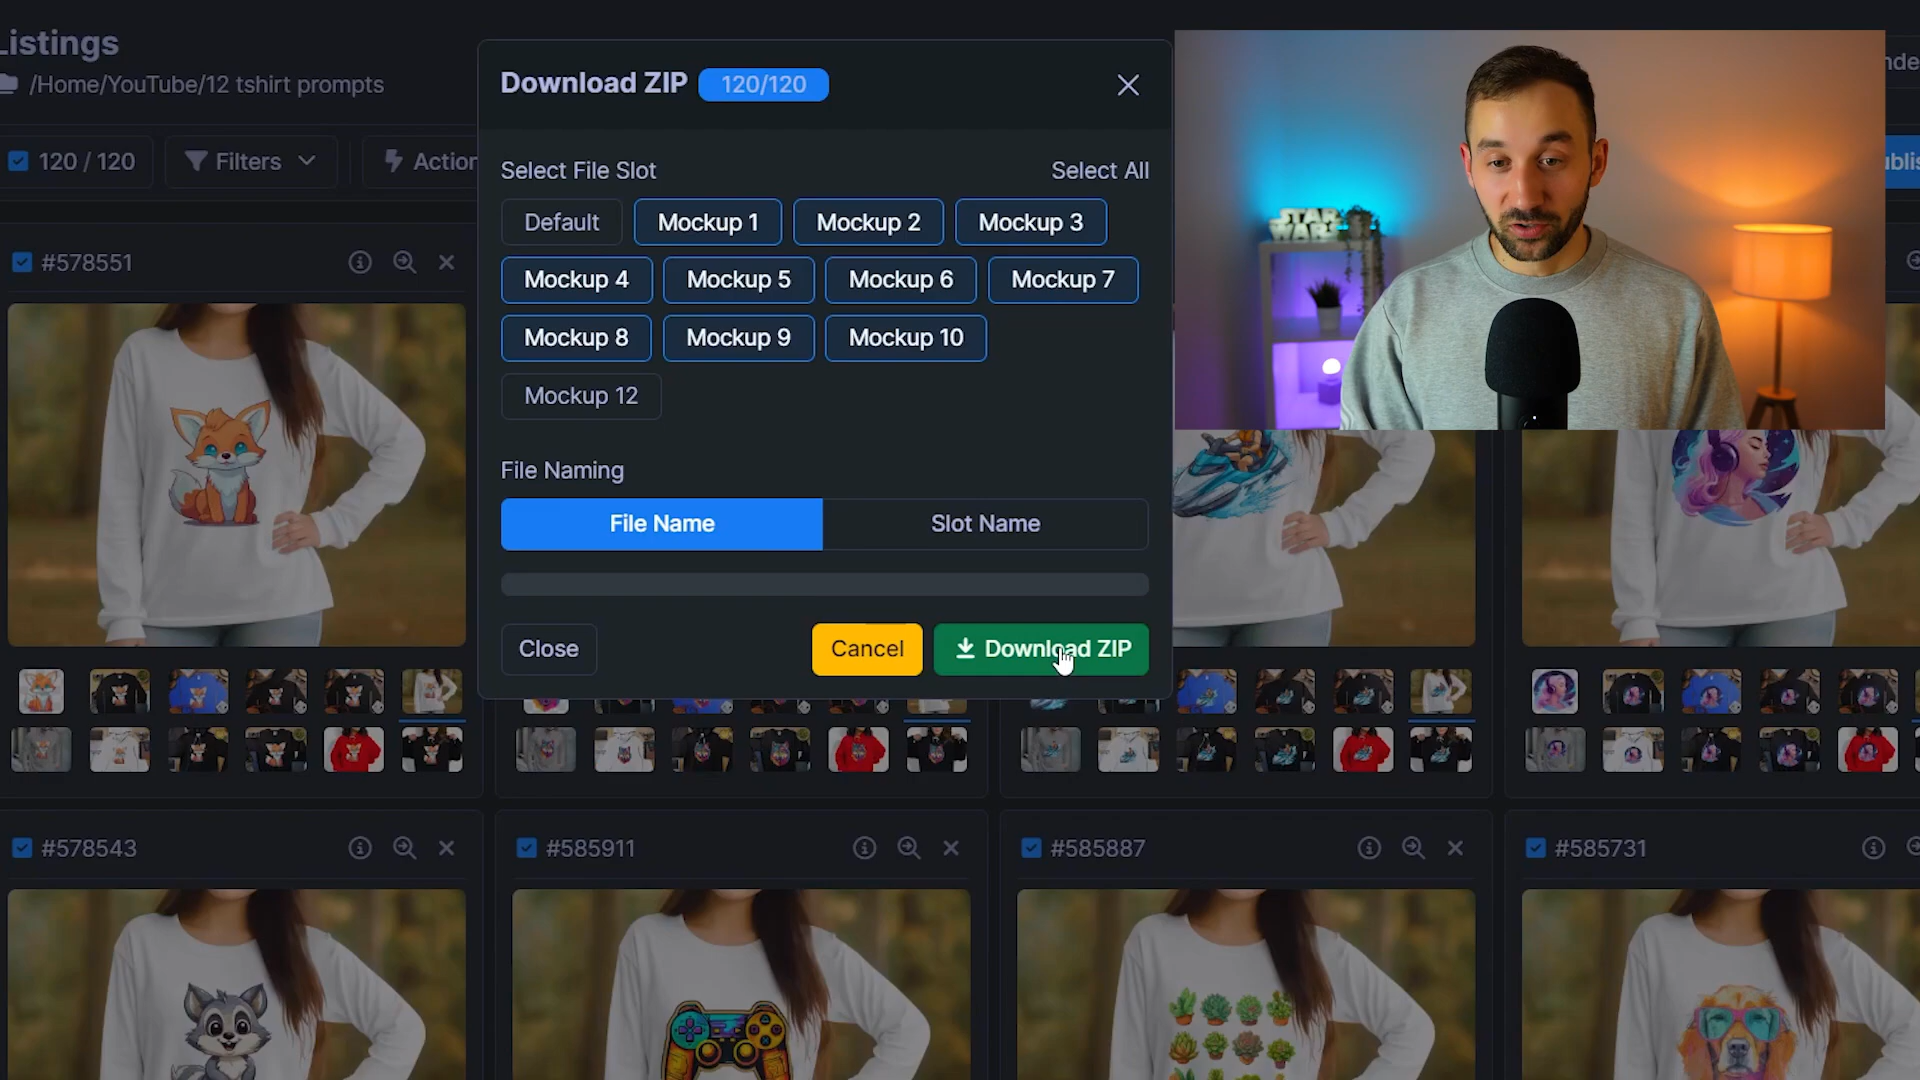 Listings
/Home/YouTube/12 tshirt prompts
120 / 120
Filters
Download ZIP
120/120
Select File Slot
Select All
Default
Mockup 1
Mockup 2
Mockup 3
Mockup 4
Mockup 5
Mockup 6
Mockup 7
Mockup 8
Mockup 9
Mockup 10
Mockup 12
File Naming
File Name
Slot Name
Close
Cancel
Download ZIP
STAR
WARS
#578551
#578543
#585911
#585887
#585731